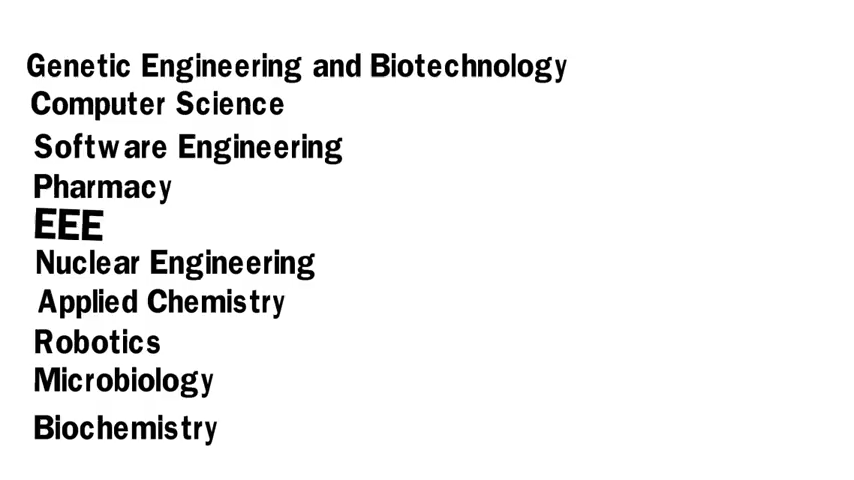 Genetic Engineering and Biotechnology
Computer Science
Software Engineering
Pharmacy
EEE
Nuclear Engineering
Applied Chemistry
Robotics
Microbiology
Biochemistry